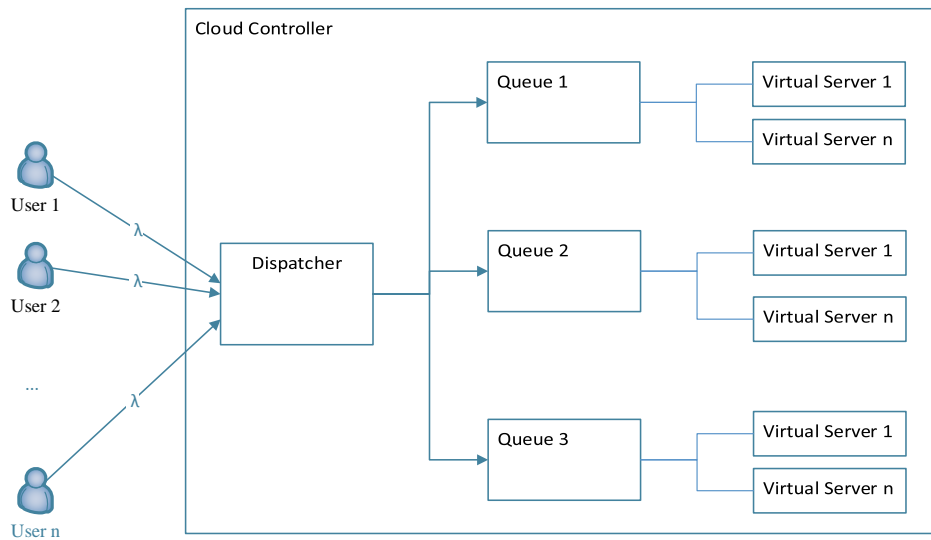 Cloud Controller
Queue 1
Virtual Server 1
Virtual Server n
User 1
λ
Dispatcher
Queue 2
Virtual Server 1
User 2
λ
Virtual Server n
...
λ
Queue 3
Virtual Server 1
Virtual Server n
User n